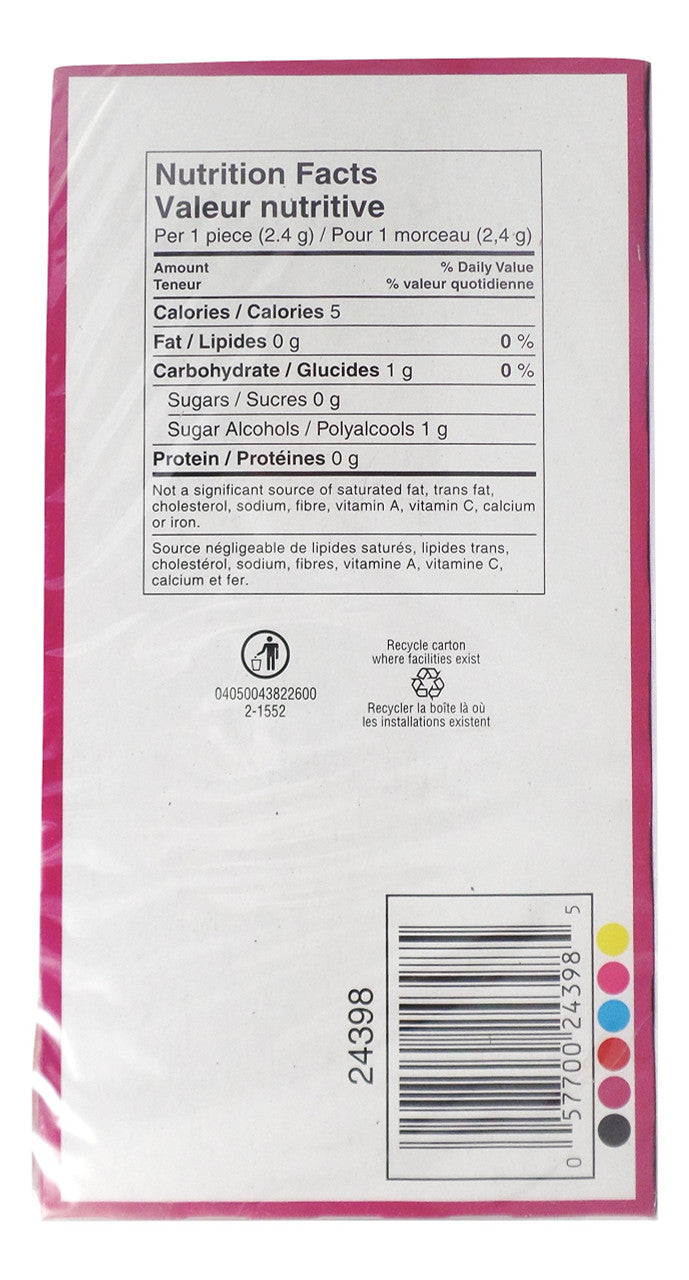 Nutrition Facts
Valeur nutritive
Per 1 piece (2.4 g) / Pour 1 morceau (2,4 g)
Amount % Daily Value
Teneur % valeur quotidienne
Calories / Calories 5
Fat / Lipides 0 g 0 %
Carbohydrate / Glucides 1 g 0 %
Sugars / Sucres 0 g
Sugar Alcohols / Polyalcools 1 g
Protein / Protéines 0 g
Not a significant source of saturated fat, trans fat,
cholesterol, sodium, fibre, vitamin A, vitamin C, calcium
or iron.
Source négligeable de lipides saturés, lipides trans,
cholestérol, sodium, fibres, vitamine A, vitamine C,
calcium et fer.
04050043822600
2-1552
Recycle carton
where facilities exist
Recycler la boîte là où
les installations existent
24398
0 57700 24398 5